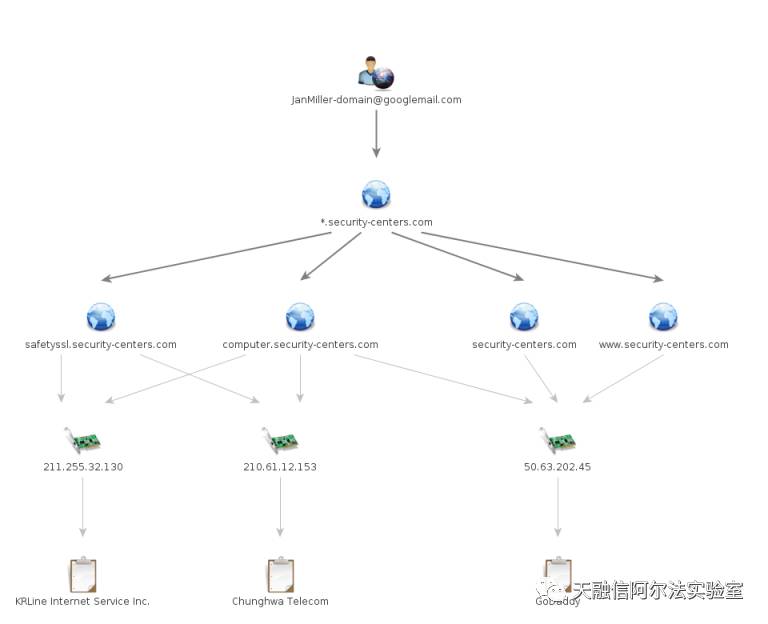 JanMiller-domain@googlemail.com
*.security-centers.com
safetyssl.security-centers.com
computer.security-centers.com
security-centers.com
www.security-centers.com
211.255.32.130
210.61.12.153
50.63.202.45
KRLine Internet Service Inc.
Chunghwa Telecom
GoDaddy
天融信阿尔法实验室